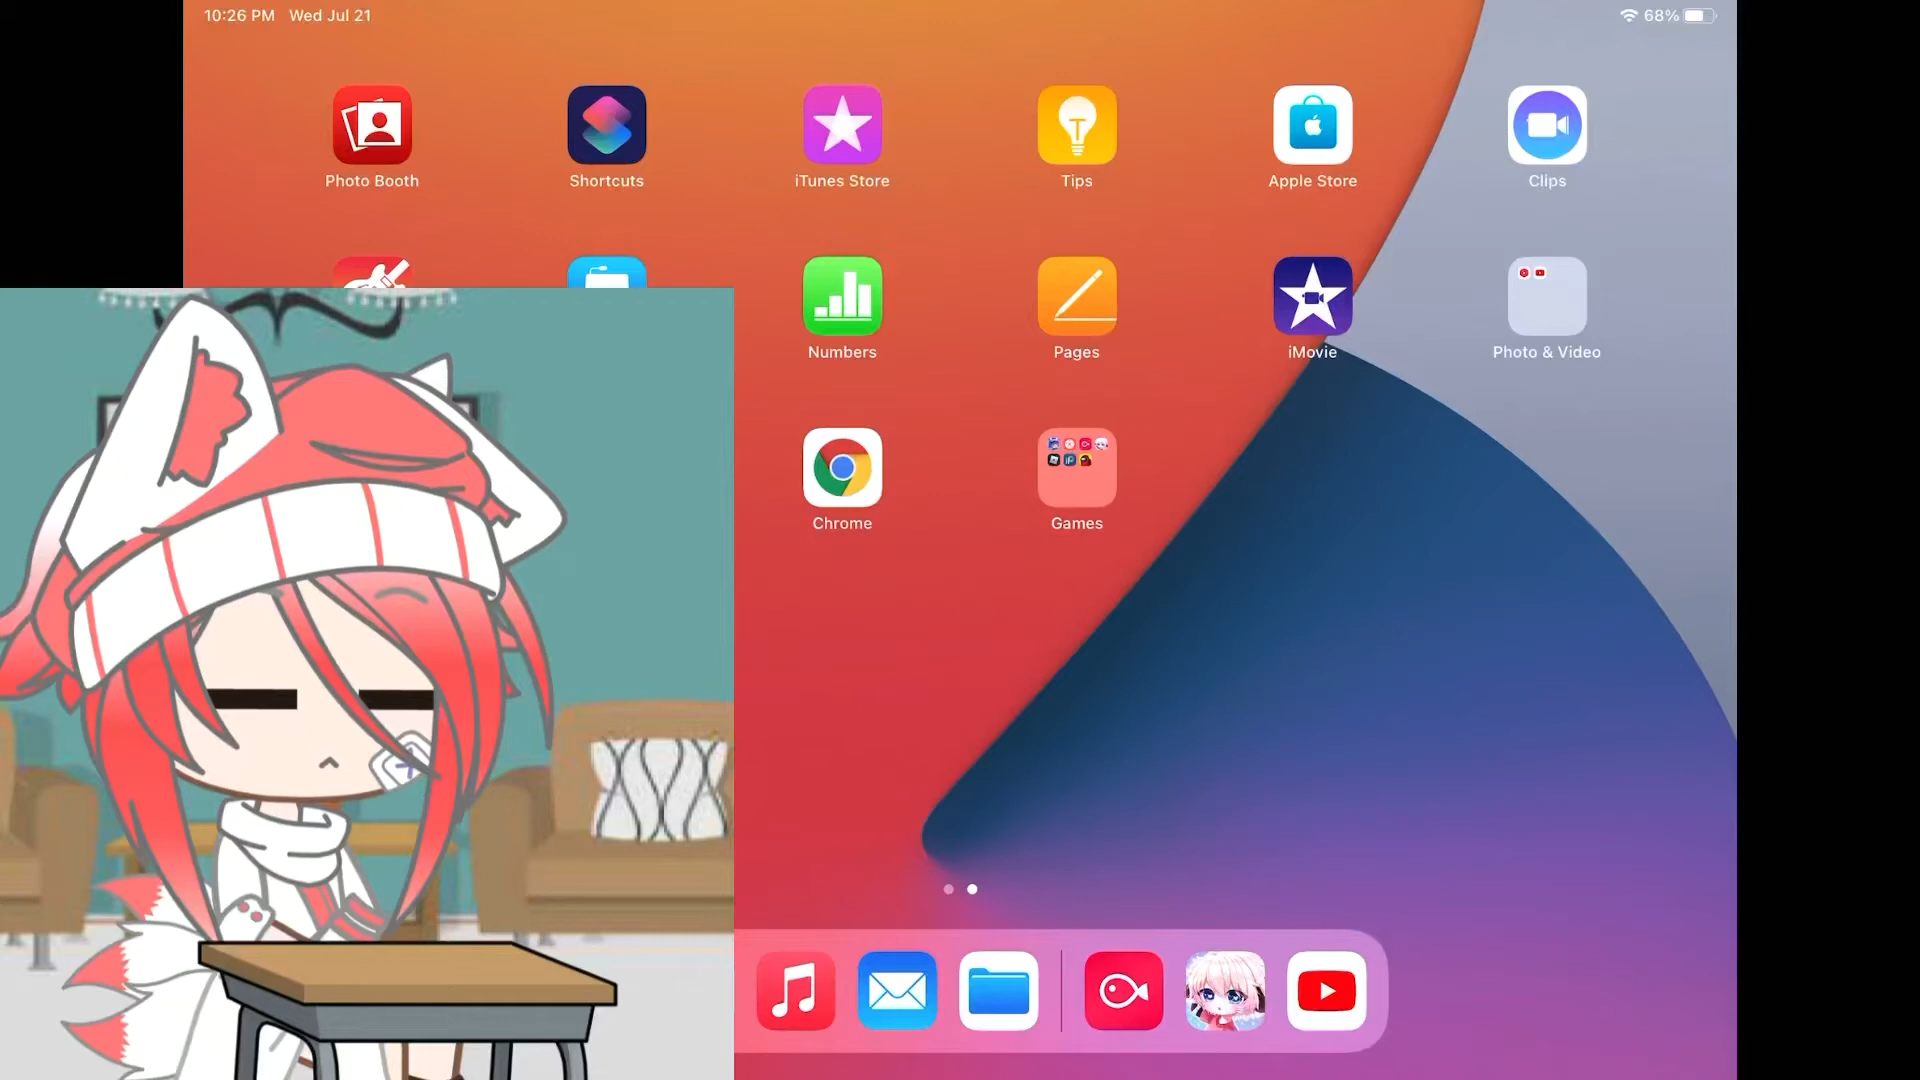 10:26 PM Wed Jul 21 68%
Photo Booth Shortcuts iTunes Store Tips Apple Store Clips
Numbers Pages iMovie Photo & Video
Chrome Games